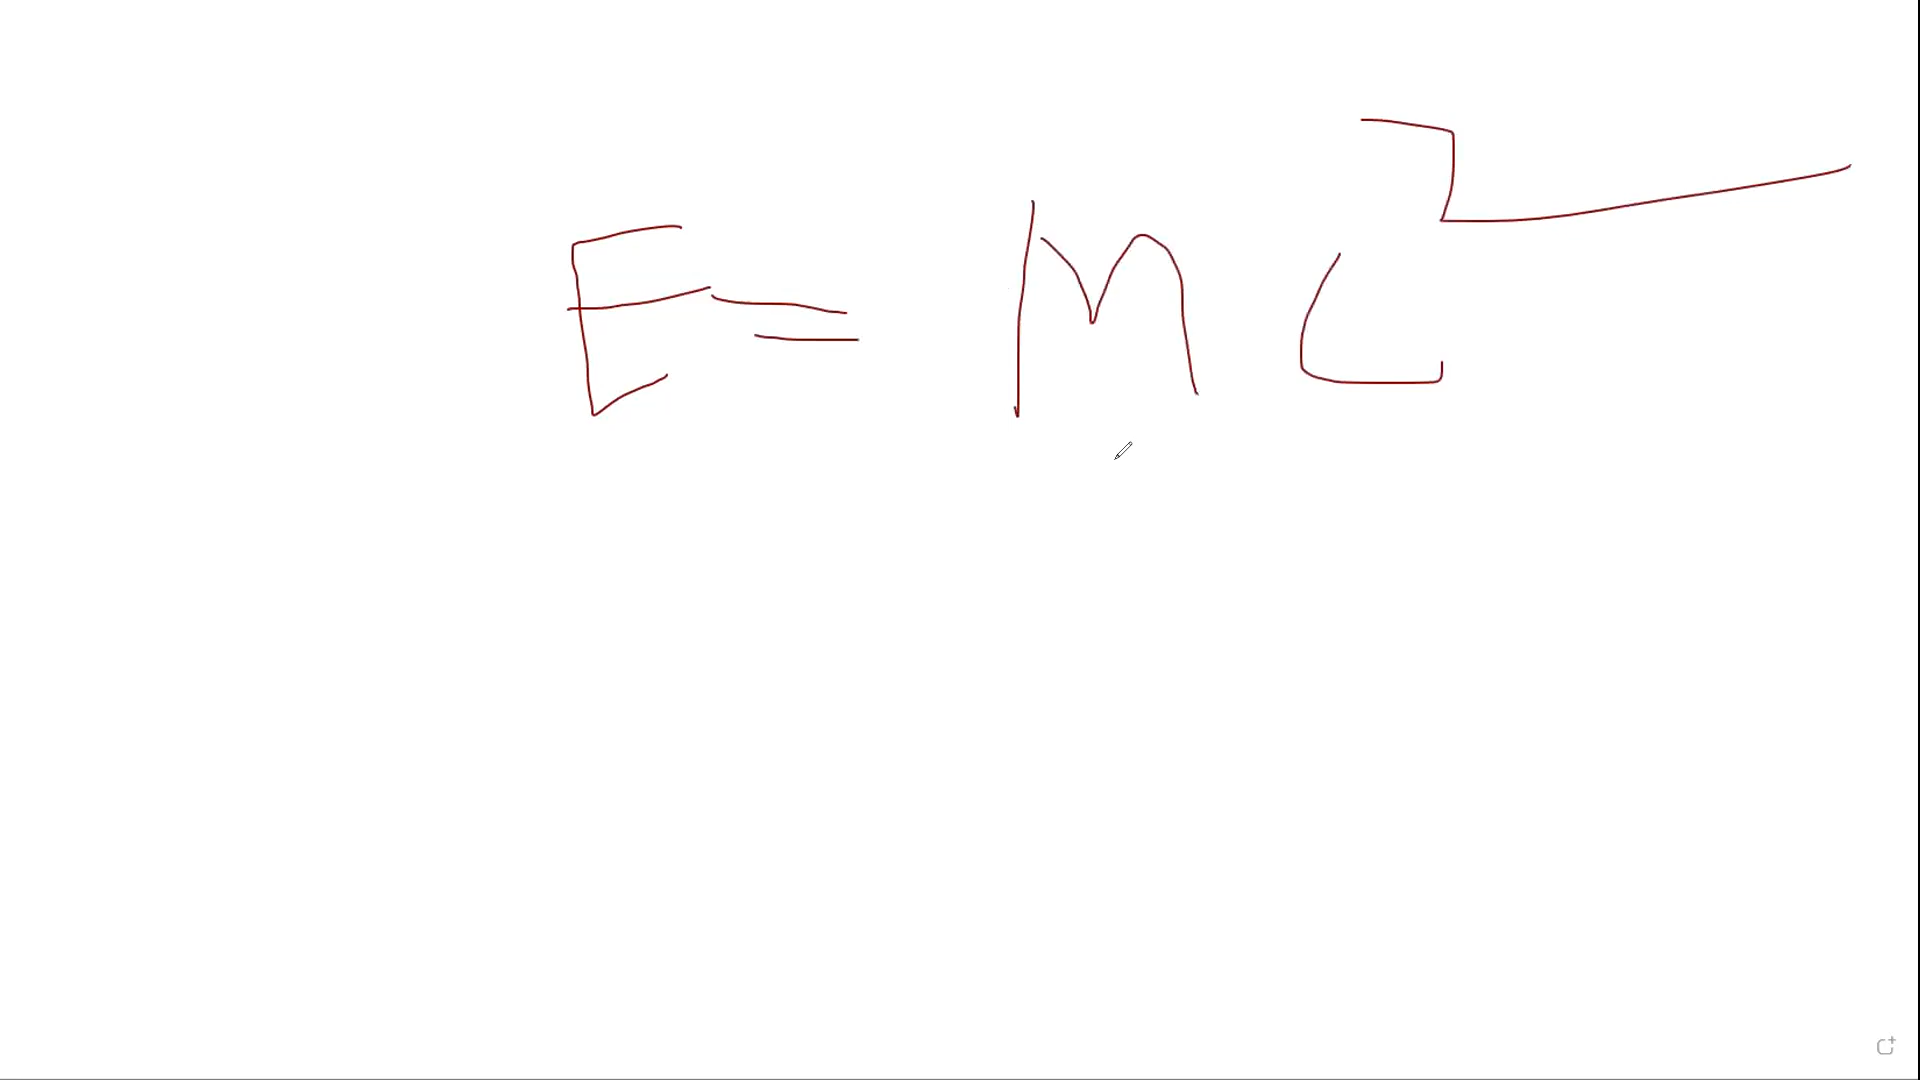 E = MC²